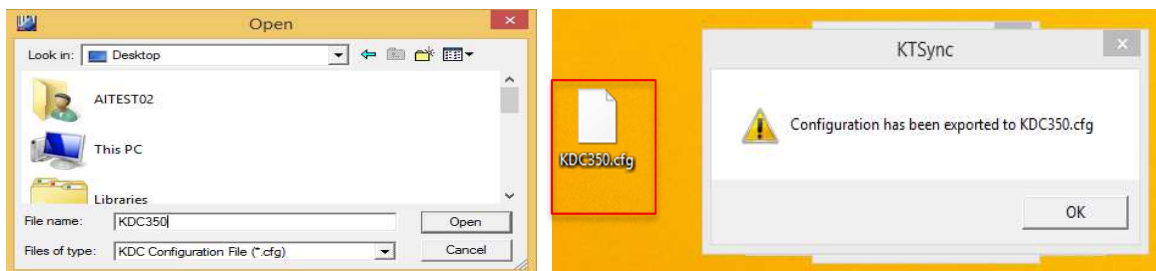 Open
Look in: Desktop
AITEST02
This PC
Libraries
File name: KDC350 Open
Files of type: KDC Configuration File (*.cfg) Cancel
KDC350.cfg
KTSync
Configuration has been exported to KDC350.cfg
OK